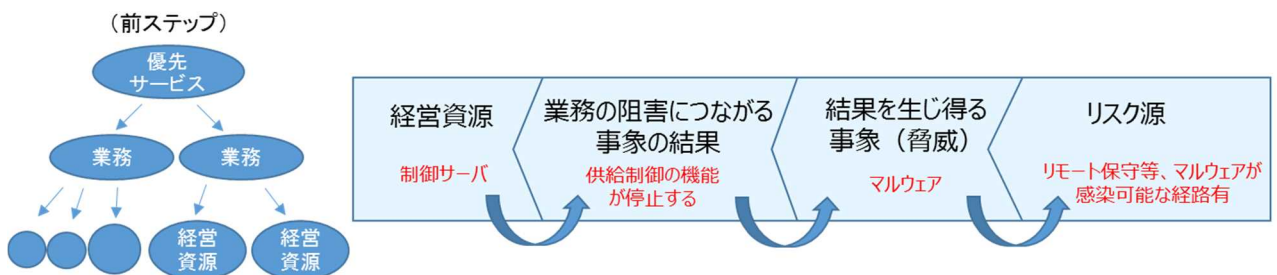 (前ステップ)
優先
サービス
業務
業務
経営
資源
経営
資源
経営資源
制御サーバ
業務の阻害につながる
事象の結果
供給制御の機能
が停止する
結果を生じ得る
事象（脅威）
マルウェア
リスク源
リモート保守等、マルウェアが
感染可能な経路有